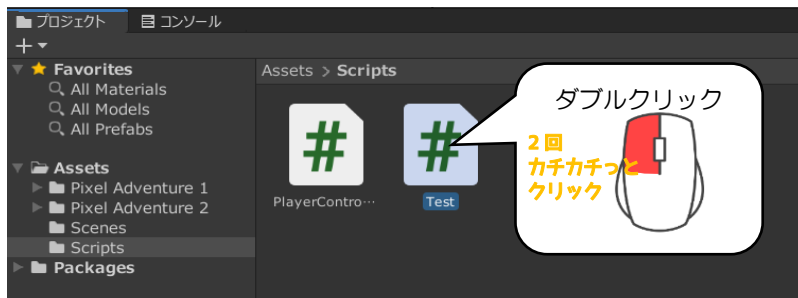 プロジェクト
コンソール
Favorites
All Materials
All Models
All Prefabs
Assets
Pixel Adventure 1
Pixel Adventure 2
Scenes
Scripts
Packages
Assets > Scripts
PlayerContro…
Test
ダブルクリック
2回
カチカチっと
クリック